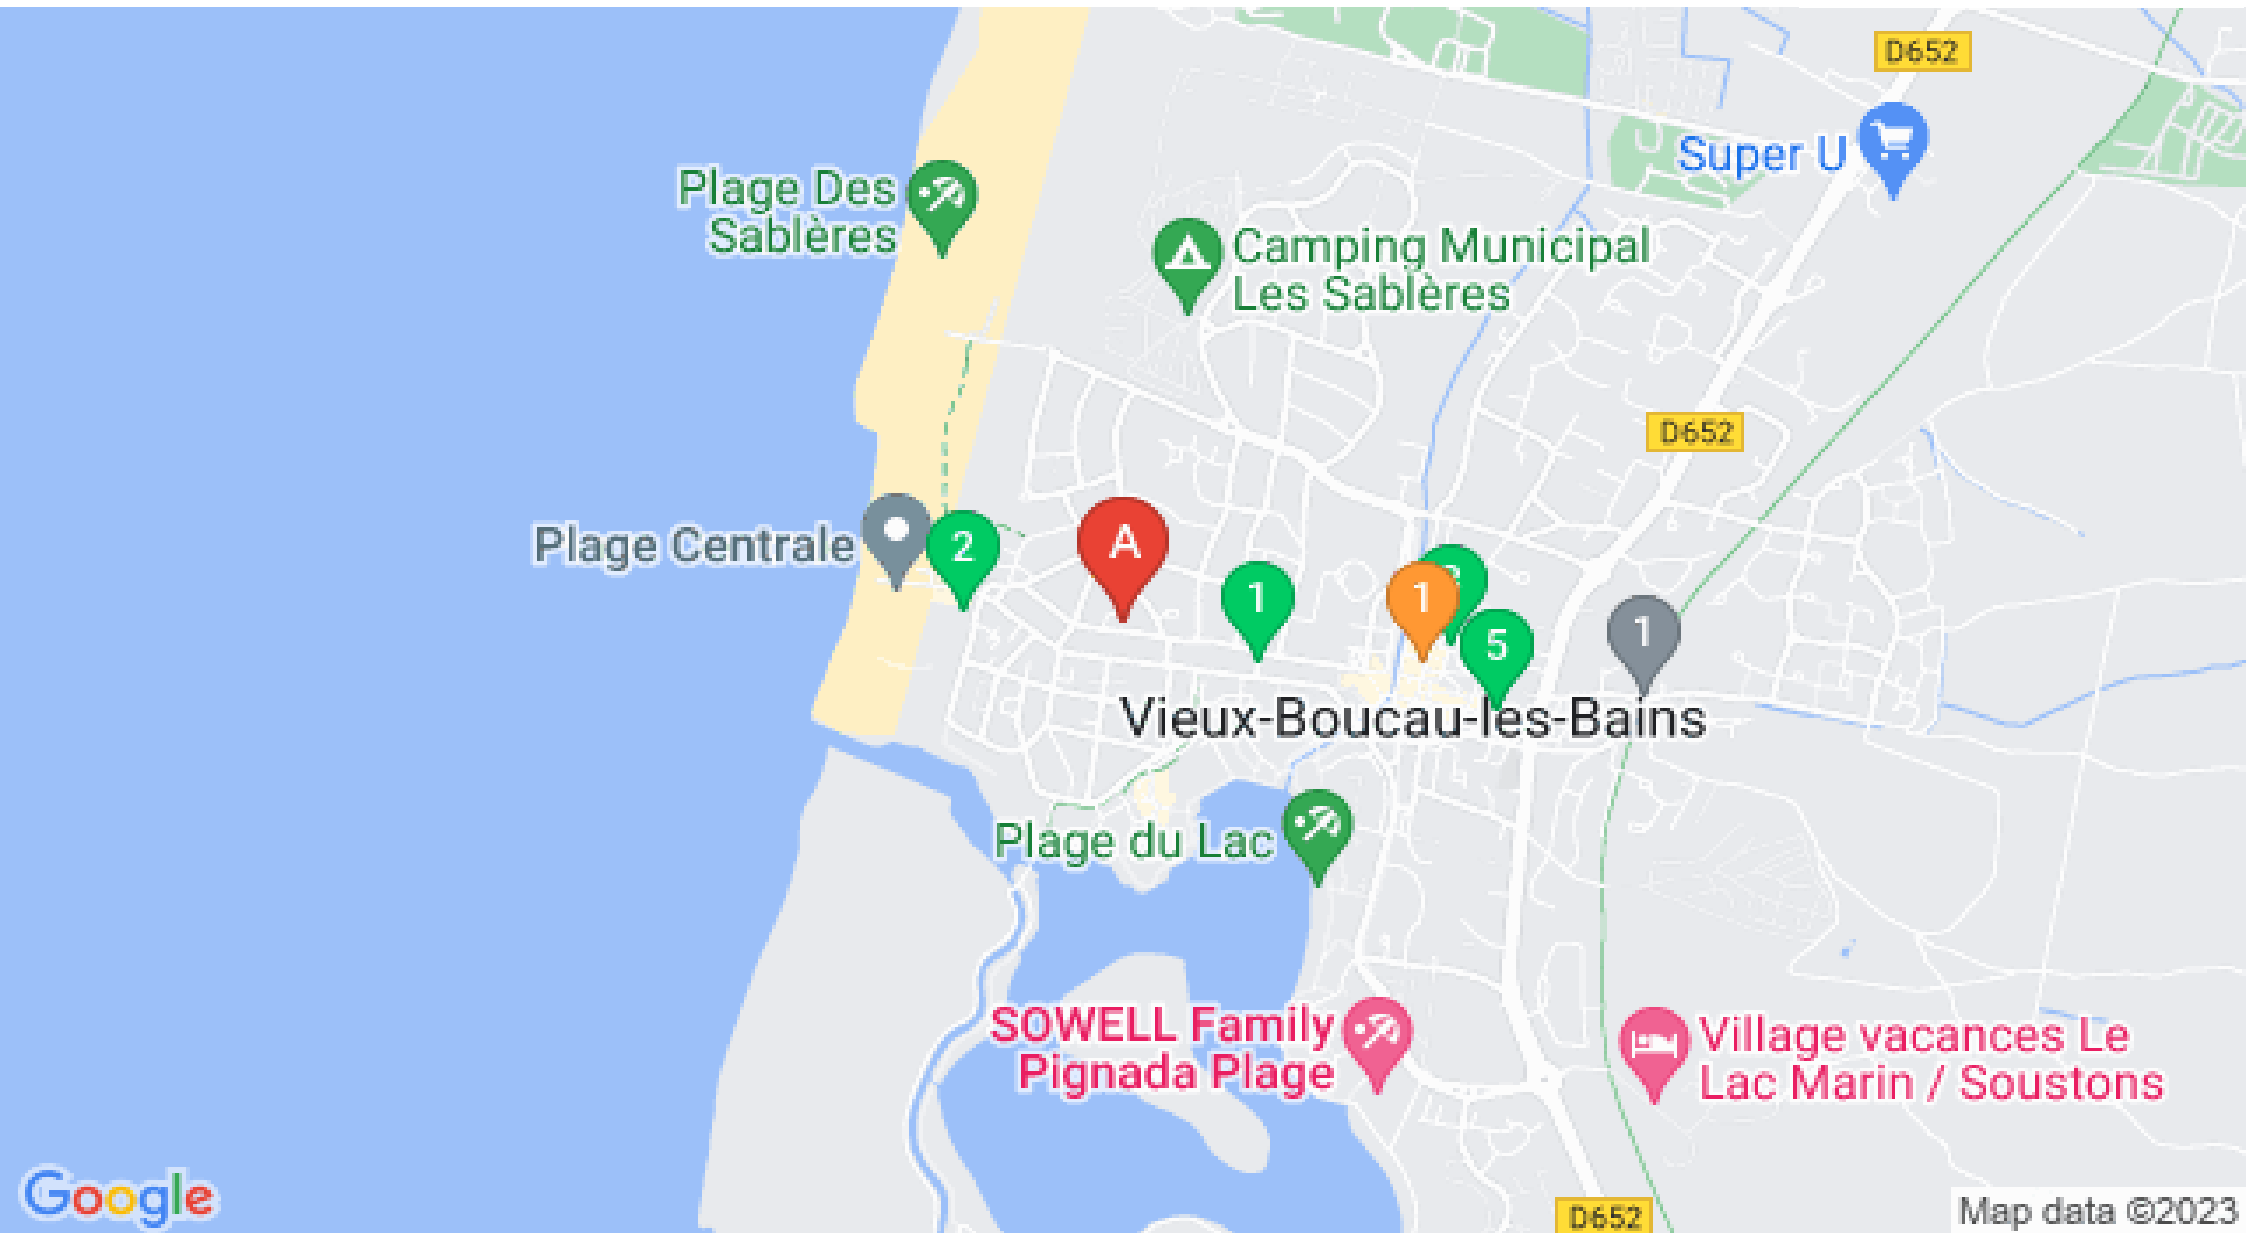 D652
Super U
Plage Des
Sablères
Camping Municipal
Les Sablères
D652
Plage Centrale
2
A
1
1
5
1
Vieux-Boucau-les-Bains
Plage du Lac
SOWELL Family
Pignada Plage
Village vacances Le
Lac Marin / Soustons
Google
D652
Map data ©2023